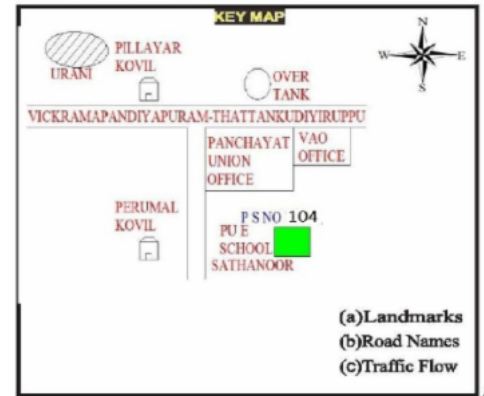 KEY MAP
N
W E
S
URANI
PILLAYAR
KOVIL
OVER
TANK
VICKRAMAPANDIYAPURAM-THATTANKUDIYIRUPPU
PANCHAYAT
UNION
OFFICE
VAO
OFFICE
PERUMAL
KOVIL
P S NO 104
PU E
SCHOOL
SATHANOOR
(a)Landmarks
(b)Road Names
(c)Traffic Flow